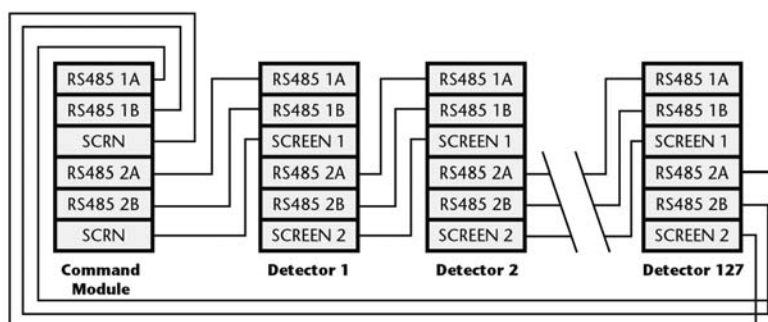 RS485 1A
RS485 1B
SCRN
RS485 2A
RS485 2B
SCRN
Command
Module
RS485 1A
RS485 1B
SCREEN 1
RS485 2A
RS485 2B
SCREEN 2
Detector 1
RS485 1A
RS485 1B
SCREEN 1
RS485 2A
RS485 2B
SCREEN 2
Detector 2
RS485 1A
RS485 1B
SCREEN 1
RS485 2A
RS485 2B
SCREEN 2
Detector 127